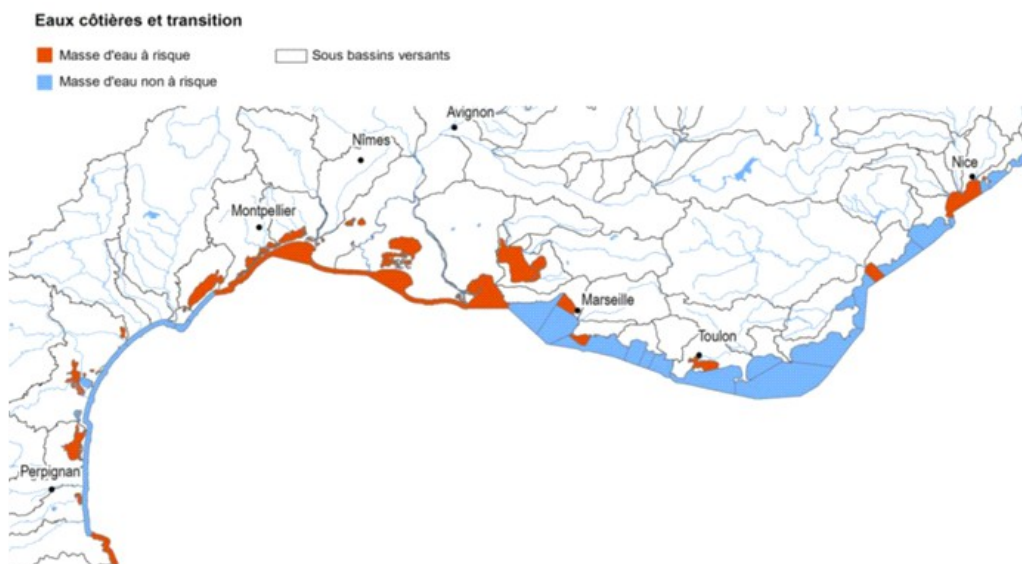 Eaux côtières et transition
Masse d'eau à risque
Sous bassins versants
Masse d'eau non à risque
Avignon
Nîmes
Nice
Montpellier
Marseille
Toulon
Perpignan